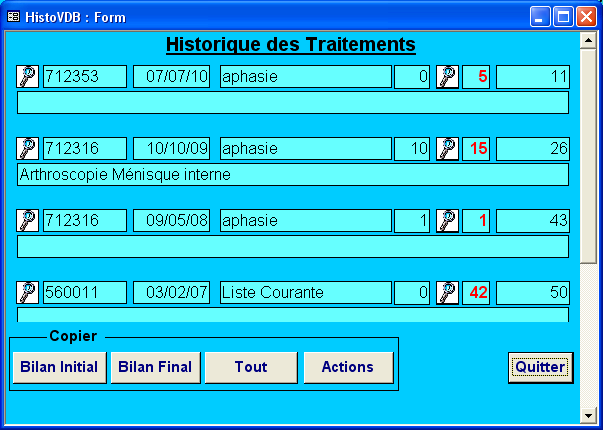 HistoVDB : Form
Historique des Traitements
712353 07/07/10 aphasie 0 5 11
712316 10/10/09 aphasie 10 15 26
Arthroscopie Ménisque interne
712316 09/05/08 aphasie 1 1 43
560011 03/02/07 Liste Courante 0 42 50
Copier
Bilan Initial Bilan Final Tout Actions Quitter